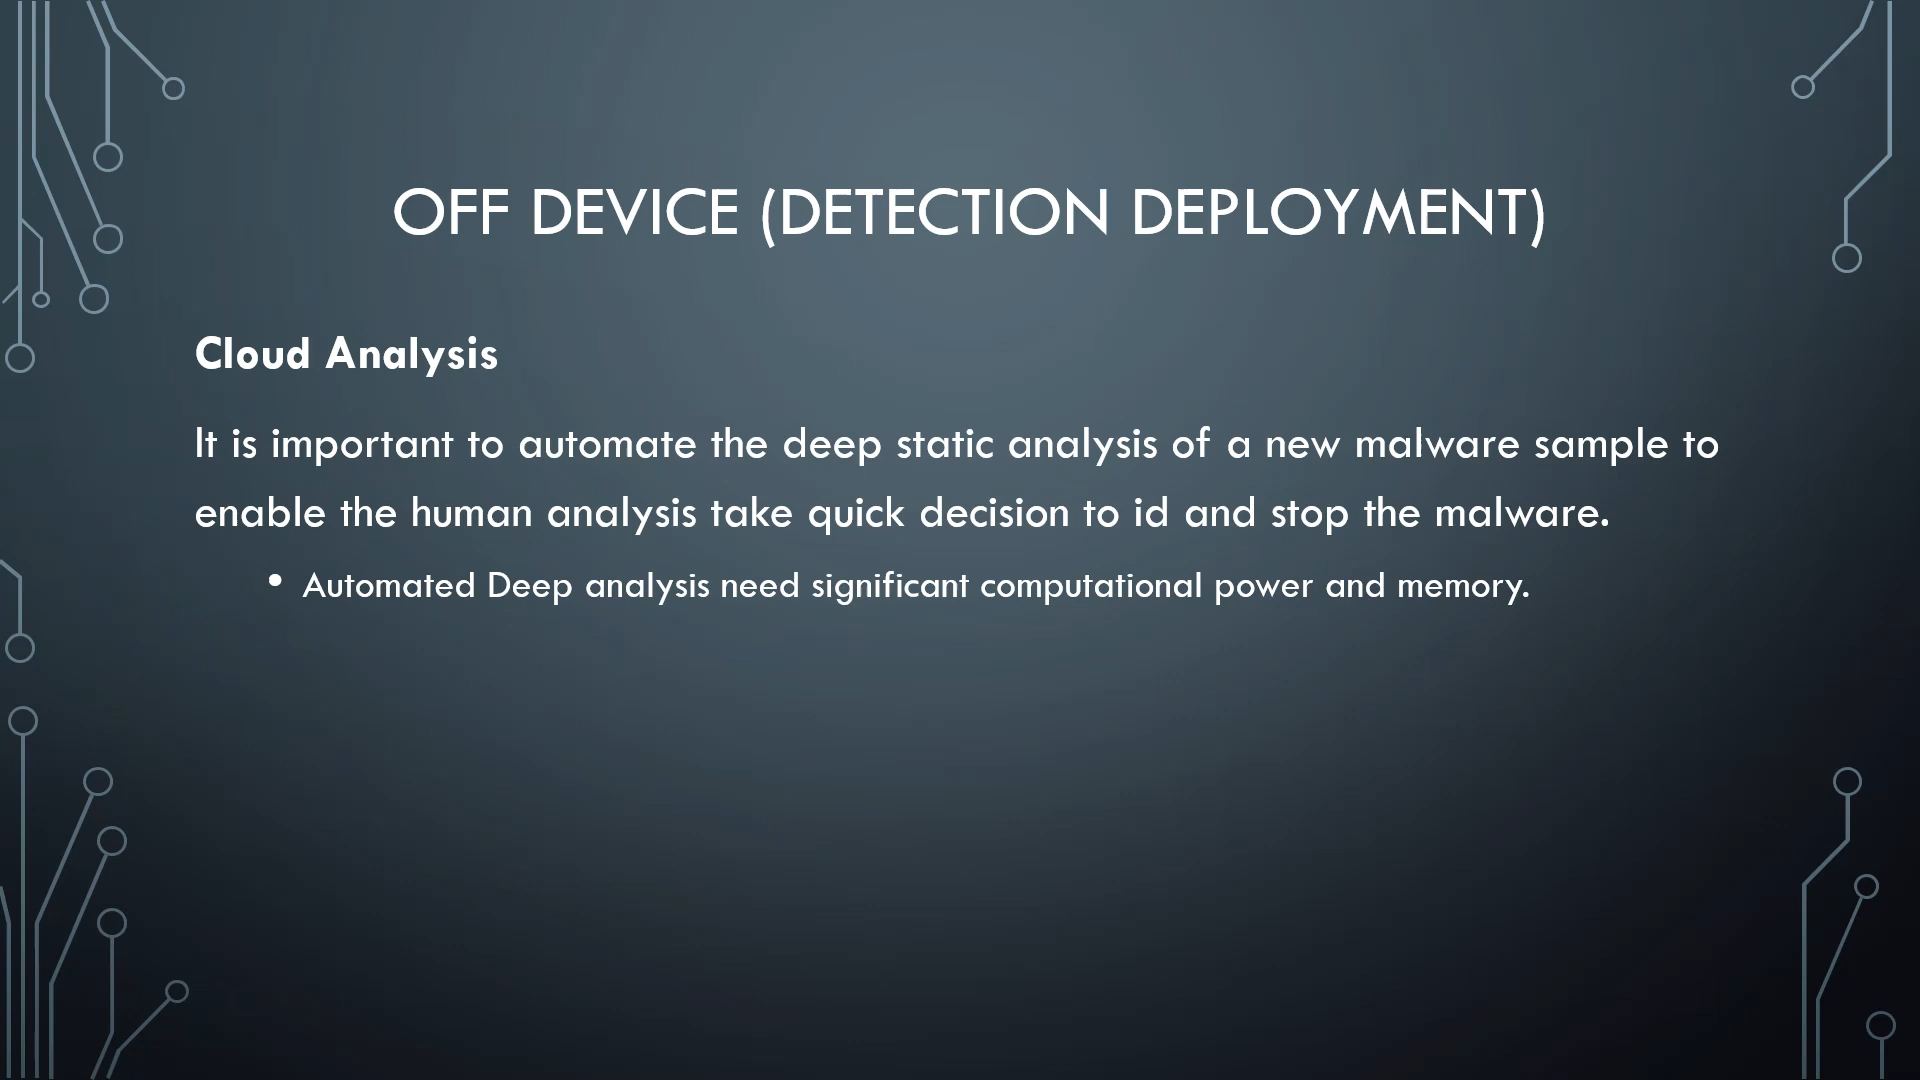 OFF DEVICE (DETECTION DEPLOYMENT)
Cloud Analysis
It is important to automate the deep static analysis of a new malware sample to
enable the human analysis take quick decision to id and stop the malware.
• Automated Deep analysis need significant computational power and memory.